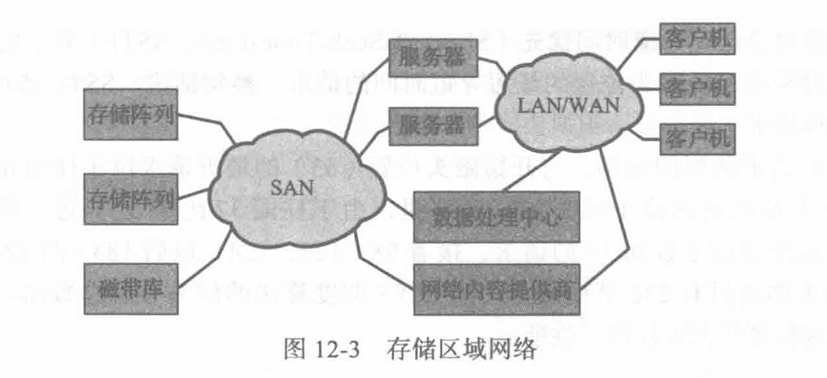 服务器
客户机
存储阵列
LAN/WAN
客户机
服务器
客户机
SAN
存储阵列
数据处理中心
磁带库
网络内容提供商
图 12-3 存储区域网络